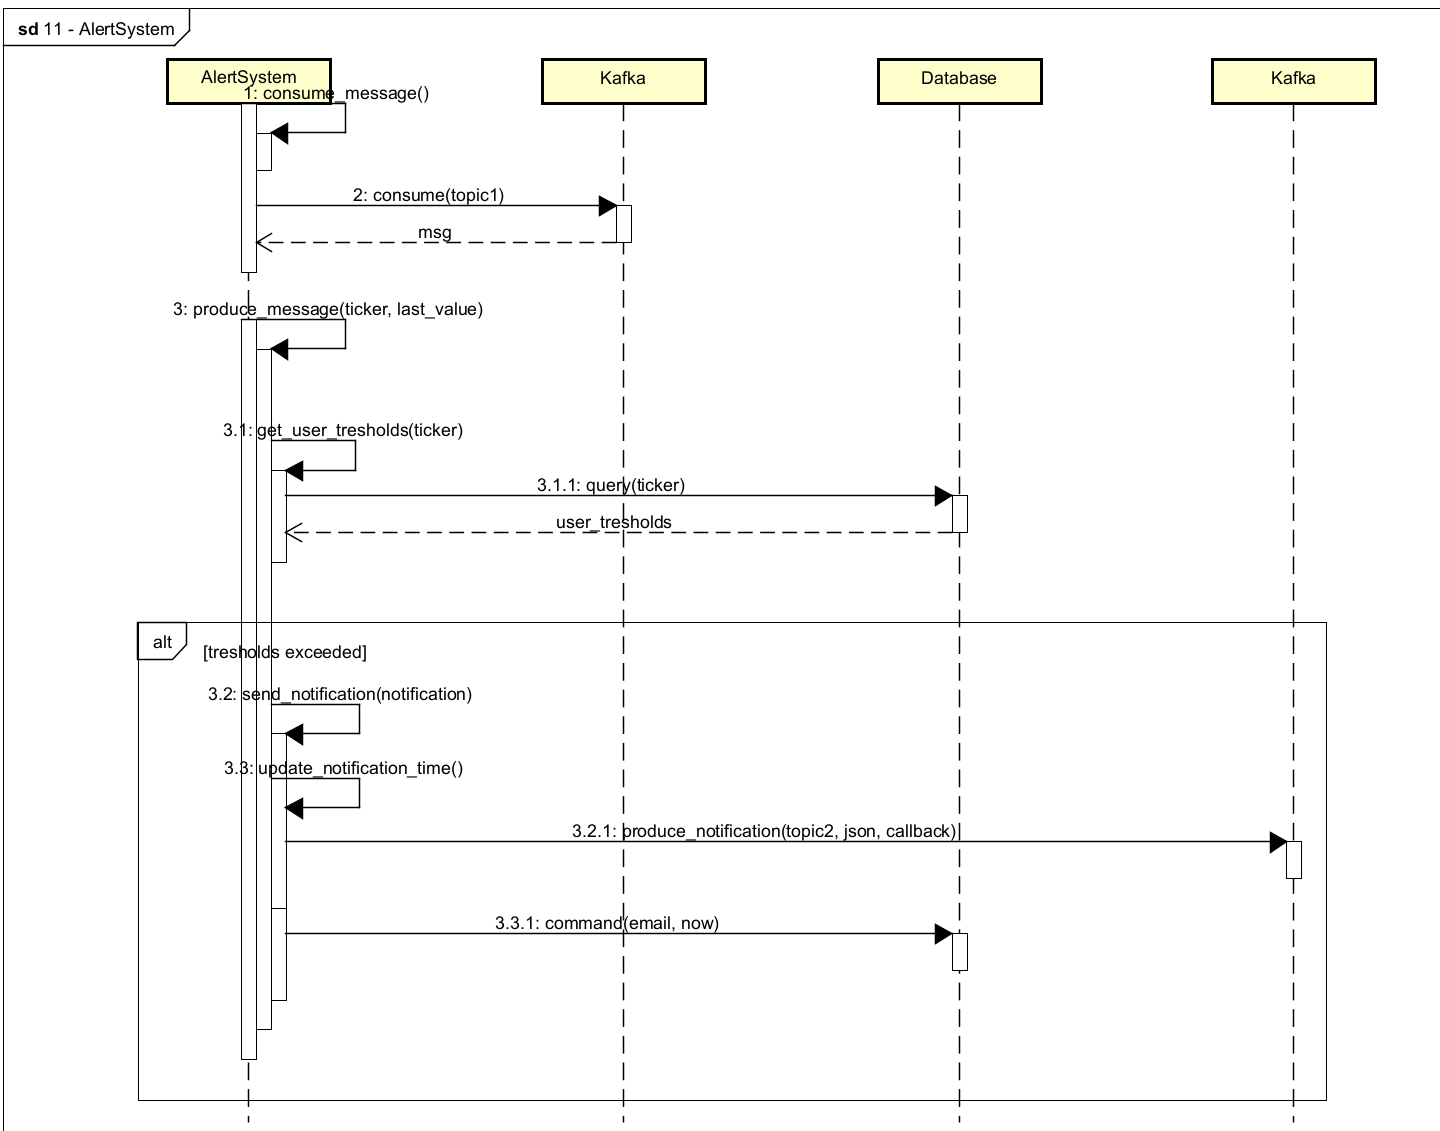 sd 11 - AlertSystem
AlertSystem
Kafka
Database
Kafka
1: consume_message()
2: consume(topic1)
msg
3: produce_message(ticker, last_value)
3.1: get_user_tresholds(ticker)
3.1.1: query(ticker)
user_tresholds
alt
[tresholds exceeded]
3.2: send_notification(notification)
3.3: update_notification_time()
3.2.1: produce_notification(topic2, json, callback)
3.3.1: command(email, now)